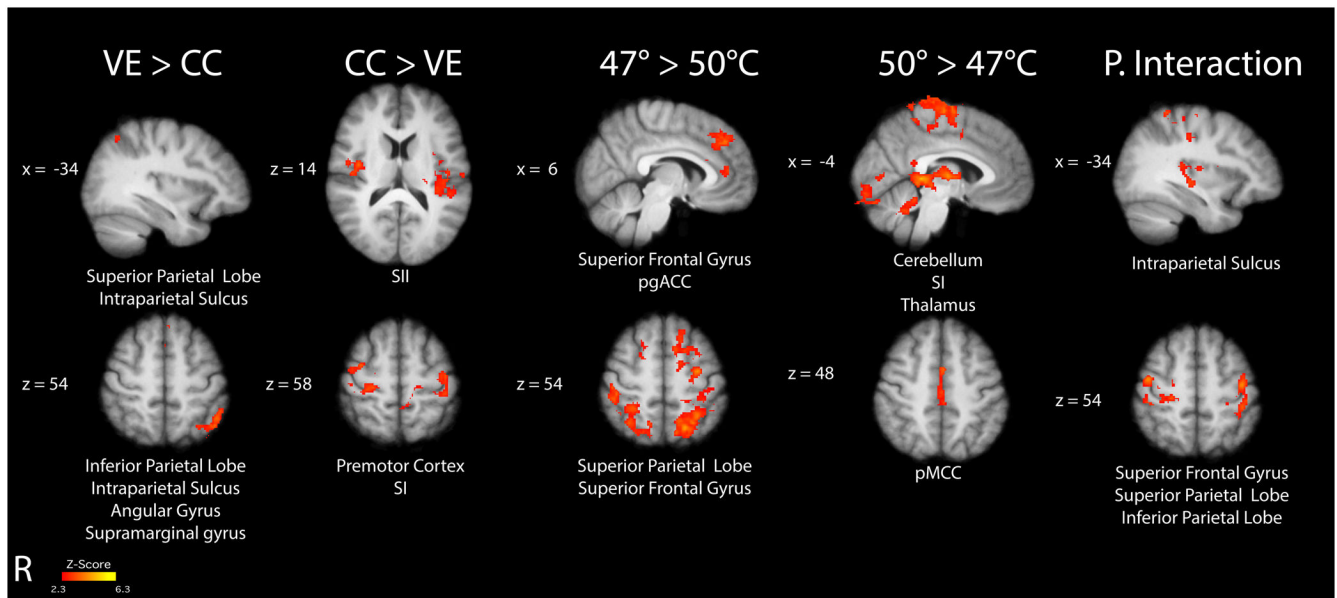 VE > CC
CC > VE
47° > 50°C
50° > 47°C
P. Interaction
x = -34
z = 14
x = 6
x = -4
x = -34
Superior Parietal Lobe
Intraparietal Sulcus
SII
Superior Frontal Gyrus
pgACC
Cerebellum
SI
Thalamus
Intraparietal Sulcus
z = 54
z = 58
z = 54
z = 48
z = 54
Inferior Parietal Lobe
Intraparietal Sulcus
Angular Gyrus
Supramarginal gyrus
Premotor Cortex
SI
Superior Parietal Lobe
Superior Frontal Gyrus
pMCC
Superior Frontal Gyrus
Superior Parietal Lobe
Inferior Parietal Lobe
R
Z-Score
2.3 6.3